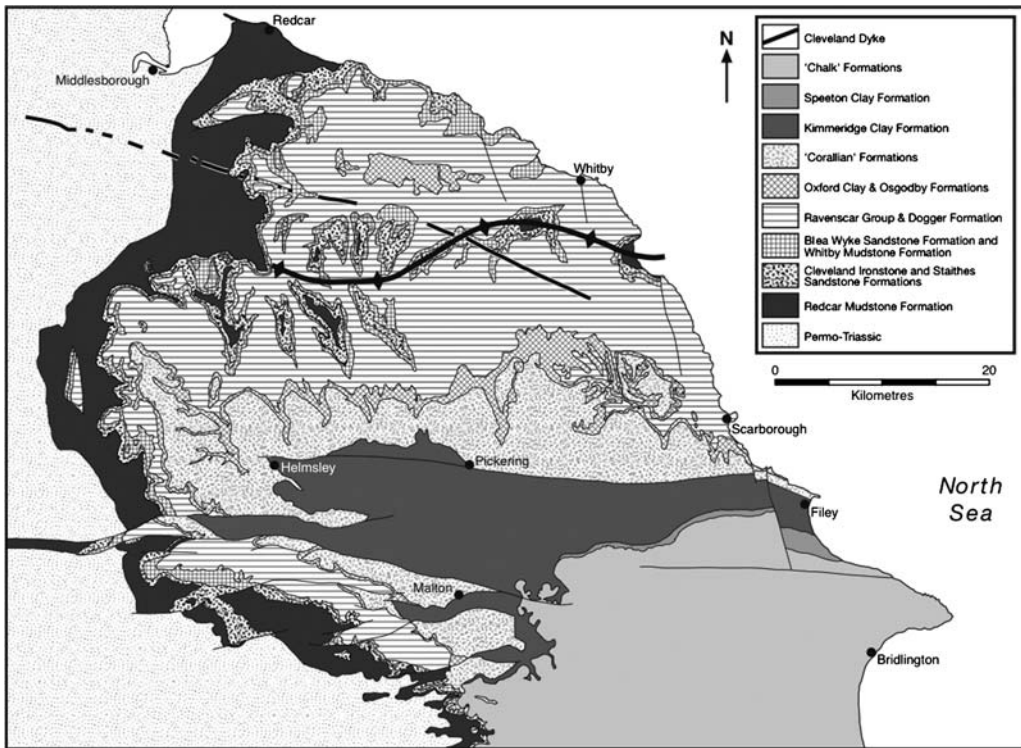 Redcar
Middlesborough
N
Whitby
Scarborough
Helmsley
Pickering
Filey
North
Sea
Malton
Bridlington
Cleveland Dyke
'Chalk' Formations
Speeton Clay Formation
Kimmeridge Clay Formation
'Corallian' Formations
Oxford Clay & Osgodby Formations
Ravenscar Group & Dogger Formation
Blea Wyke Sandstone Formation and
Whitby Mudstone Formation
Cleveland Ironstone and Staithes
Sandstone Formations
Redcar Mudstone Formation
Permo-Triassic
0 20
Kilometres